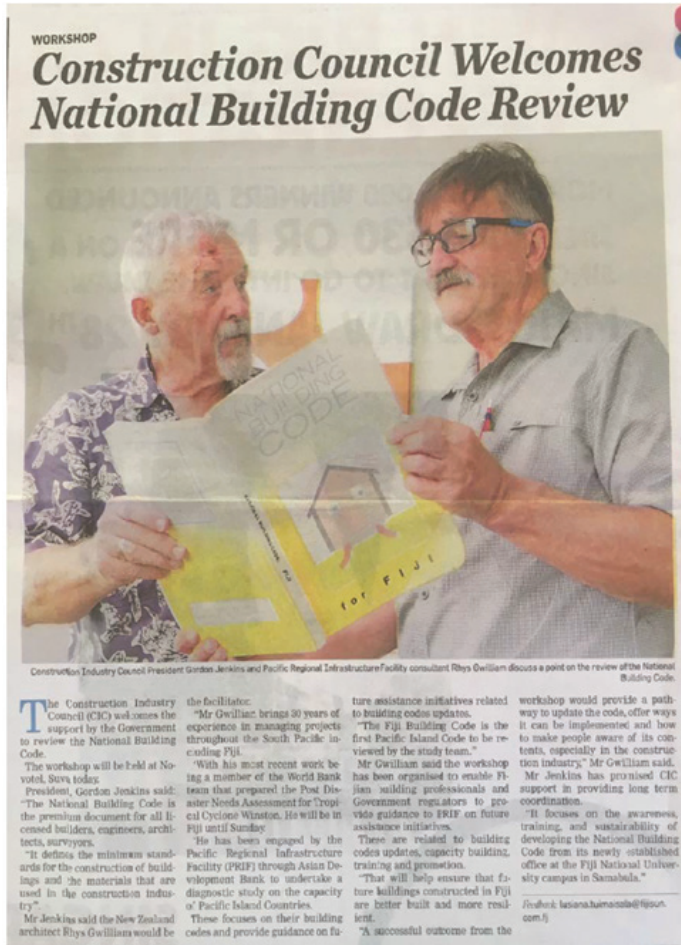 WORKSHOP
Construction Council Welcomes
National Building Code Review
NATIONAL
BUILDING
CODE
for FIJI
Construction Industry Council President Gordon Jenkins and Pacific Regional Infrastructure Facility consultant Rhys Gwilliam discuss a point on the review of the National
Building Code.
The Construction Industry
Council (CIC) welcomes the
support by the Government
to review the National Building
Code.
The workshop will be held at No-
votel, Suva today.
President, Gordon Jenkins said:
"The National Building Code is
the premium document for all li-
censed builders, engineers, archi-
tects, surveyors.
"It defines the minimum stand-
ards for the construction of build-
ings and the materials that are
used in the construction indus-
try".
Mr Jenkins said the New Zealand
architect Rhys Gwilliam would be
the facilitator.
"Mr Gwilliam brings 30 years of
experience in managing projects
throughout the South Pacific in-
cluding Fiji.
"With his most recent work be-
ing a member of the World Bank
team that prepared the Post Dis-
aster Needs Assessment for Tropi-
cal Cyclone Winston. He will be in
Fiji until Sunday.
"He has been engaged by the
Pacific Regional Infrastructure
Facility (PRIF) through Asian De-
velopment Bank to undertake a
diagnostic study on the capacity
of Pacific Island Countries.
These focuses on their building
codes and provide guidance on fu-
ture assistance initiatives related
to building codes updates.
"The Fiji Building Code is the
first Pacific Island Code to be re-
viewed by the study team."
Mr Gwilliam said the workshop
has been organised to enable Fi-
jian building professionals and
Government regulators to pro-
vide guidance to PRIF on future
assistance initiatives.
These are related to building
codes updates, capacity building,
training and promotion.
"That will help ensure that fu-
ture buildings constructed in Fiji
are better built and more resil-
ient.
"A successful outcome from the
workshop would provide a path-
way to update the code, offer ways
it can be implemented and how
to make people aware of its con-
tents, especially in the construc-
tion industry," Mr Gwilliam said.
Mr Jenkins has promised CIC
support in providing long term
coordination.
"It focuses on the awareness,
training, and sustainability of
developing the National Building
Code from its newly established
office at the Fiji National Univer-
sity campus in Samabula."
Feedback: